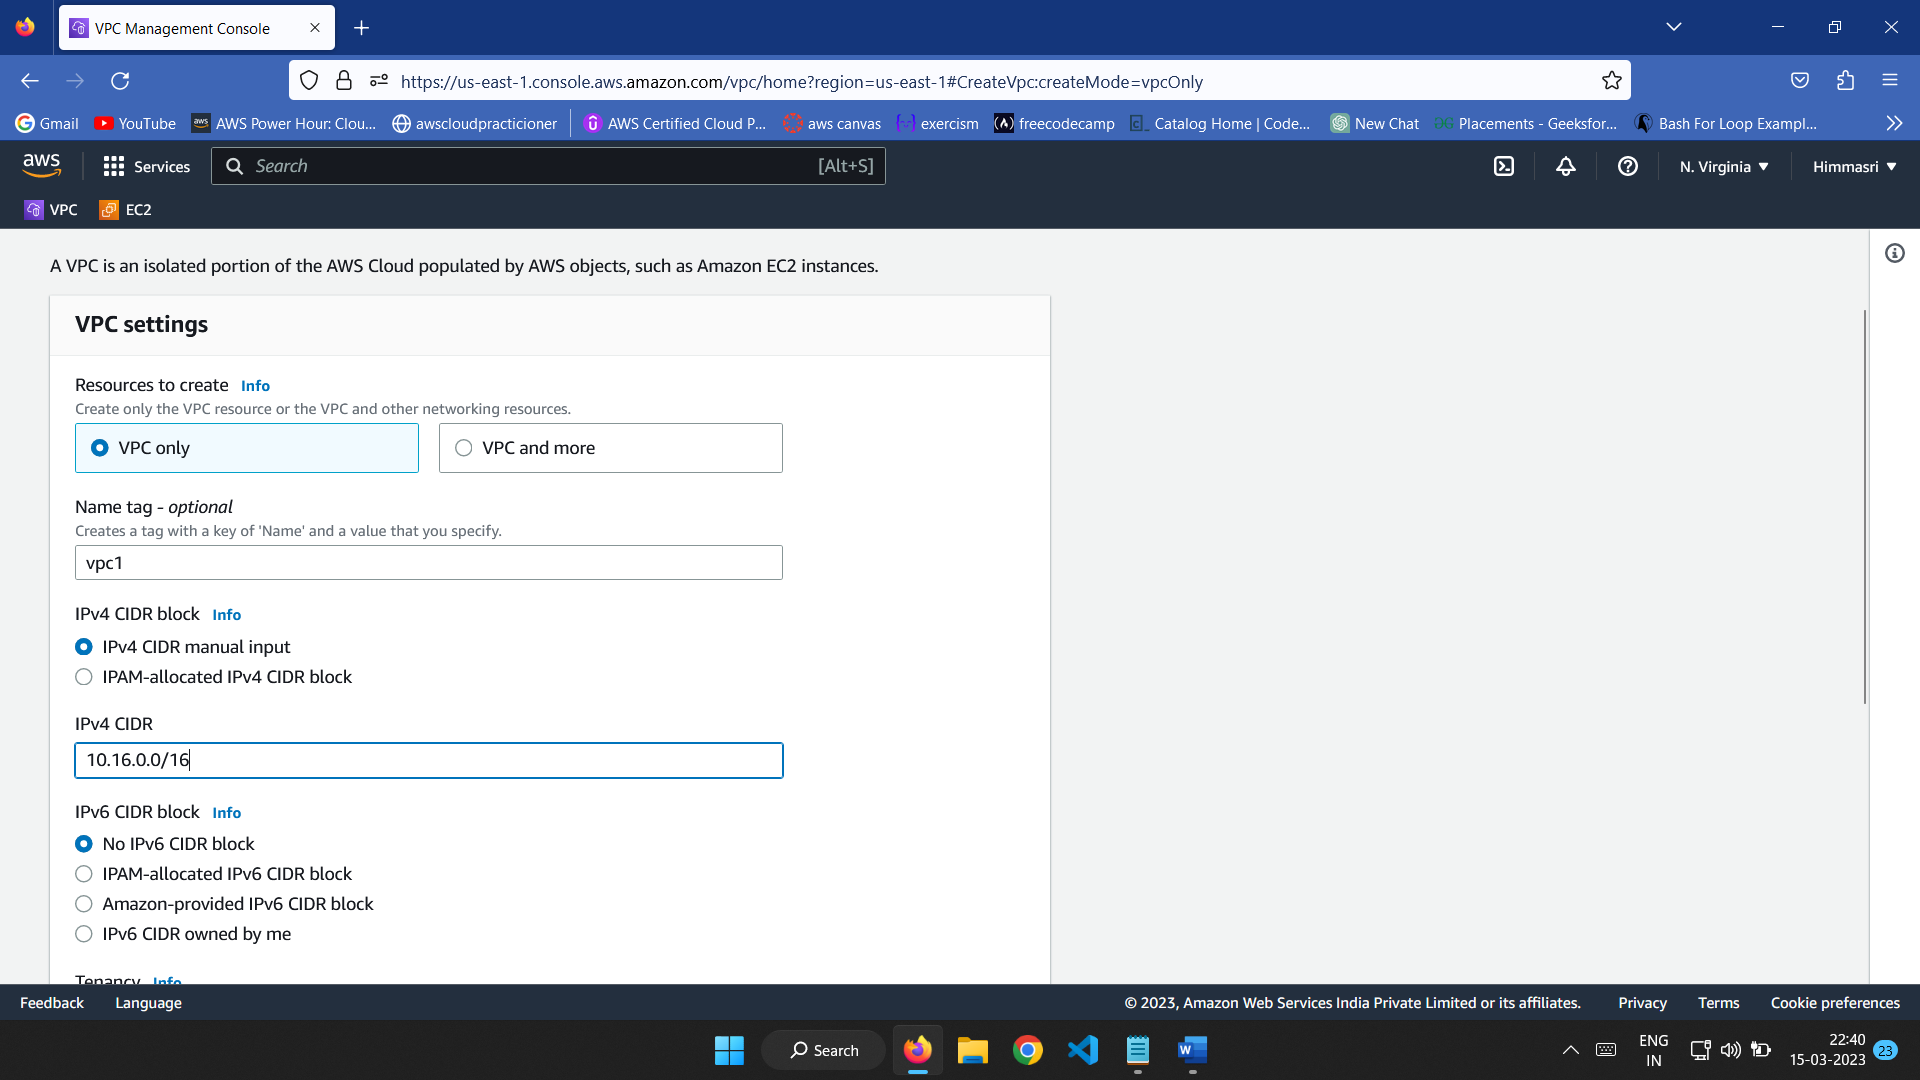 VPC Management Console
https://us-east-1.console.aws.amazon.com/vpc/home?region=us-east-1#CreateVpc:createMode=vpcOnly
Gmail YouTube AWS Power Hour: Clou... awscloudpracticioner AWS Certified Cloud P... aws canvas exercism freecodecamp Catalog Home | Code... New Chat Placements - Geeksfor... Bash For Loop Exampl...
aws Services Search [Alt+S] N. Virginia Himmasri
VPC EC2
A VPC is an isolated portion of the AWS Cloud populated by AWS objects, such as Amazon EC2 instances.
VPC settings
Resources to create Info
Create only the VPC resource or the VPC and other networking resources.
VPC only VPC and more
Name tag - optional
Creates a tag with a key of 'Name' and a value that you specify.
vpc1
IPv4 CIDR block Info
IPv4 CIDR manual input
IPAM-allocated IPv4 CIDR block
IPv4 CIDR
10.16.0.0/16
IPv6 CIDR block Info
No IPv6 CIDR block
IPAM-allocated IPv6 CIDR block
Amazon-provided IPv6 CIDR block
IPv6 CIDR owned by me
Tenancy Info
Feedback Language © 2023, Amazon Web Services India Private Limited or its affiliates. Privacy Terms Cookie preferences
Search
ENG
IN
22:40
15-03-2023
23